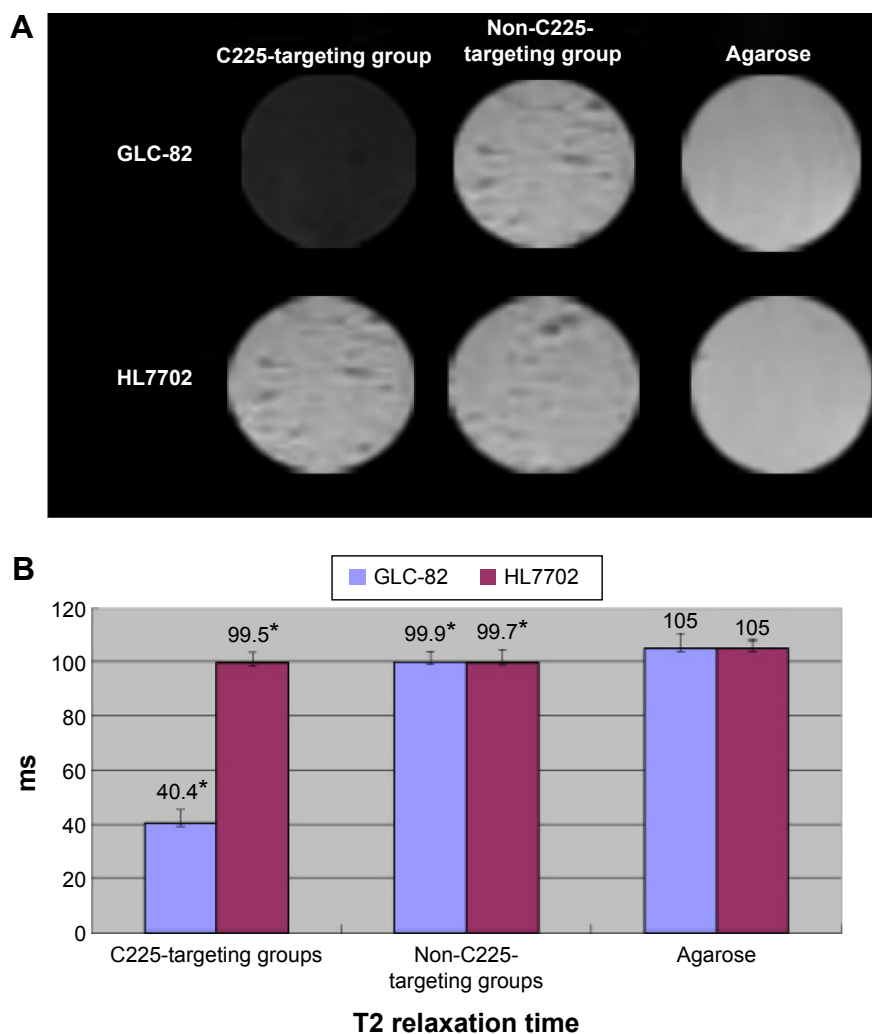 A
C225-targeting group
Non-C225-
targeting group
Agarose
GLC-82
HL7702
B
GLC-82
HL7702
120
100
80
60
40
20
0
ms
40.4*
99.5*
99.9*
99.7*
105
105
C225-targeting groups
Non-C225-
targeting groups
Agarose
T2 relaxation time